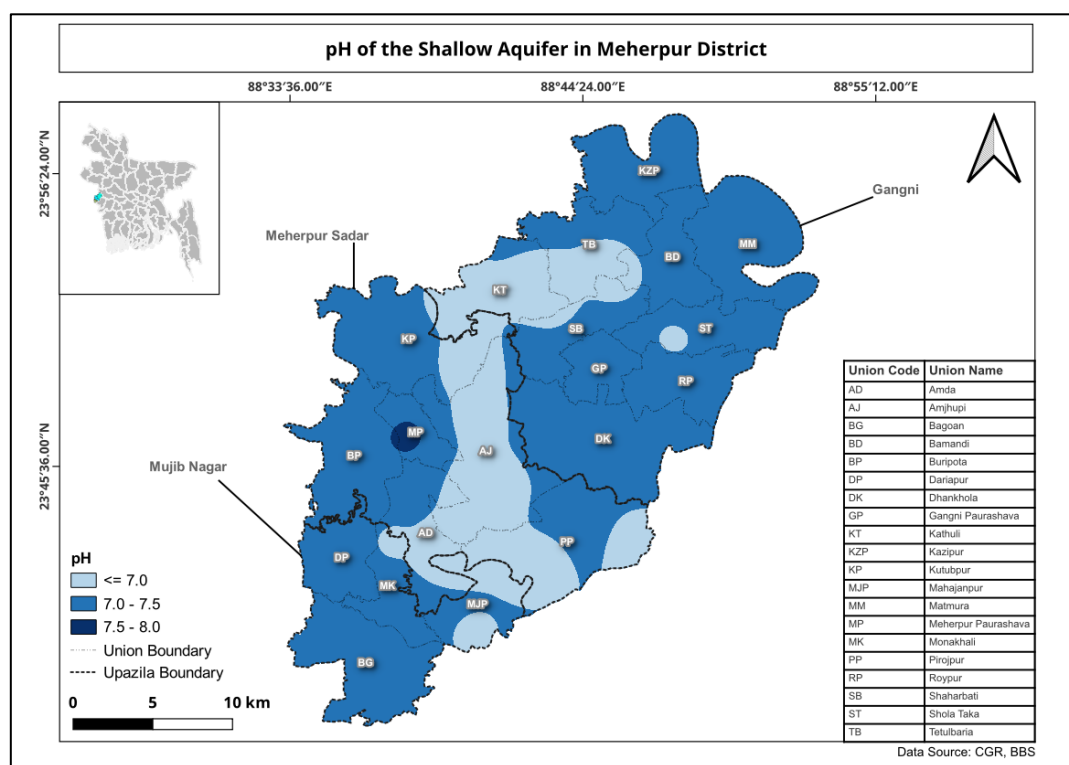 pH of the Shallow Aquifer in Meherpur District
88°33′36.00″E 88°44′24.00″E 88°55′12.00″E
23°56′24.00″N
23°45′36.00″N
Gangni
Meherpur Sadar
Mujib Nagar
KZP
TB
BD
MM
KT
SB
ST
KP
GP
RP
MP
DK
AJ
BP
AD
PP
DP
MK
MJP
BG
pH
<= 7.0
7.0 - 7.5
7.5 - 8.0
Union Boundary
Upazila Boundary
0 5 10 km
Union Code Union Name
AD Amda
AJ Amjhupi
BG Bagoan
BD Bamandi
BP Buripota
DP Dariapur
DK Dhankhola
GP Gangni Paurashava
KT Kathuli
KZP Kazipur
KP Kutubpur
MJP Mahajanpur
MM Matmura
MP Meherpur Paurashava
MK Monakhali
PP Pirojpur
RP Roypur
SB Shaharbati
ST Shola Taka
TB Tetulbaria
Data Source: CGR, BBS